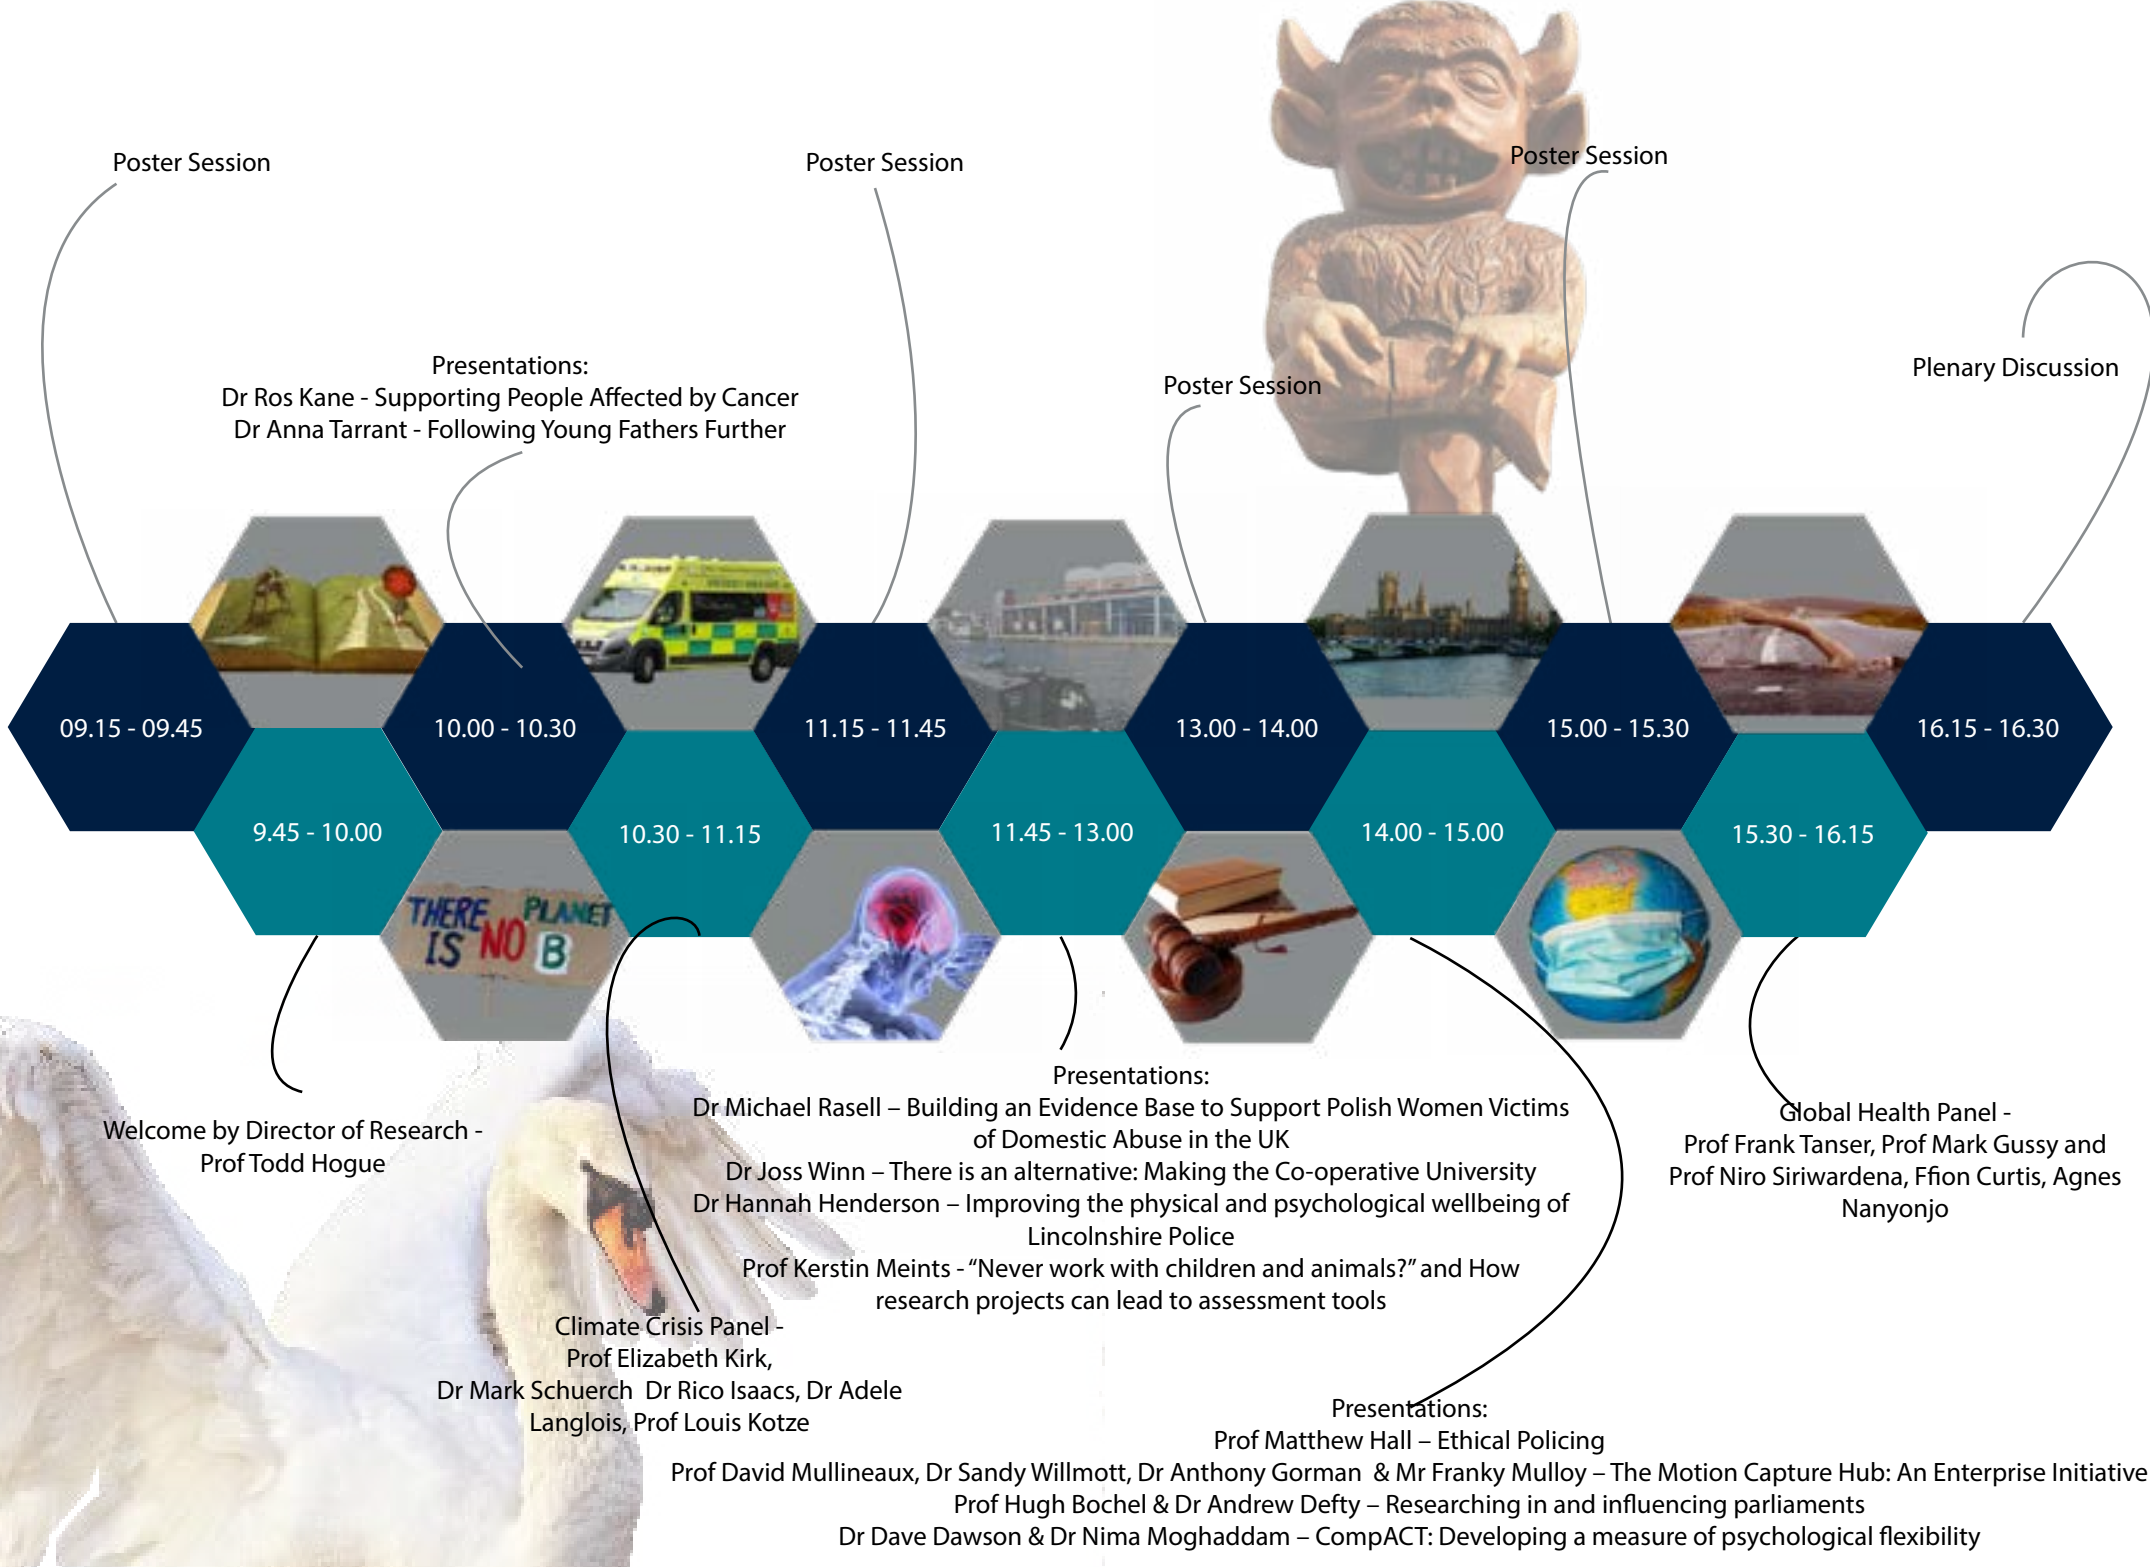 Poster Session
Poster Session
Poster Session
Presentations:
Dr Ros Kane - Supporting People Affected by Cancer
Dr Anna Tarrant - Following Young Fathers Further
Poster Session
Plenary Discussion
09.15 - 09.45
10.00 - 10.30
11.15 - 11.45
13.00 - 14.00
15.00 - 15.30
16.15 - 16.30
9.45 - 10.00
10.30 - 11.15
11.45 - 13.00
14.00 - 15.00
15.30 - 16.15
THERE PLANET
IS NO B
Welcome by Director of Research -
Prof Todd Hogue
Presentations:
Dr Michael Rasell – Building an Evidence Base to Support Polish Women Victims
of Domestic Abuse in the UK
Dr Joss Winn – There is an alternative: Making the Co-operative University
Dr Hannah Henderson – Improving the physical and psychological wellbeing of
Lincolnshire Police
Prof Kerstin Meints - “Never work with children and animals?” and How
research projects can lead to assessment tools
Global Health Panel -
Prof Frank Tanser, Prof Mark Gussy and
Prof Niro Siriwardena, Ffion Curtis, Agnes
Nanyonjo
Climate Crisis Panel -
Prof Elizabeth Kirk,
Dr Mark Schuerch  Dr Rico Isaacs, Dr Adele
Langlois, Prof Louis Kotze
Presentations:
Prof Matthew Hall – Ethical Policing
Prof David Mullineaux, Dr Sandy Willmott, Dr Anthony Gorman  & Mr Franky Mulloy – The Motion Capture Hub: An Enterprise Initiative
Prof Hugh Bochel & Dr Andrew Defty – Researching in and influencing parliaments
Dr Dave Dawson & Dr Nima Moghaddam – CompACT: Developing a measure of psychological flexibility